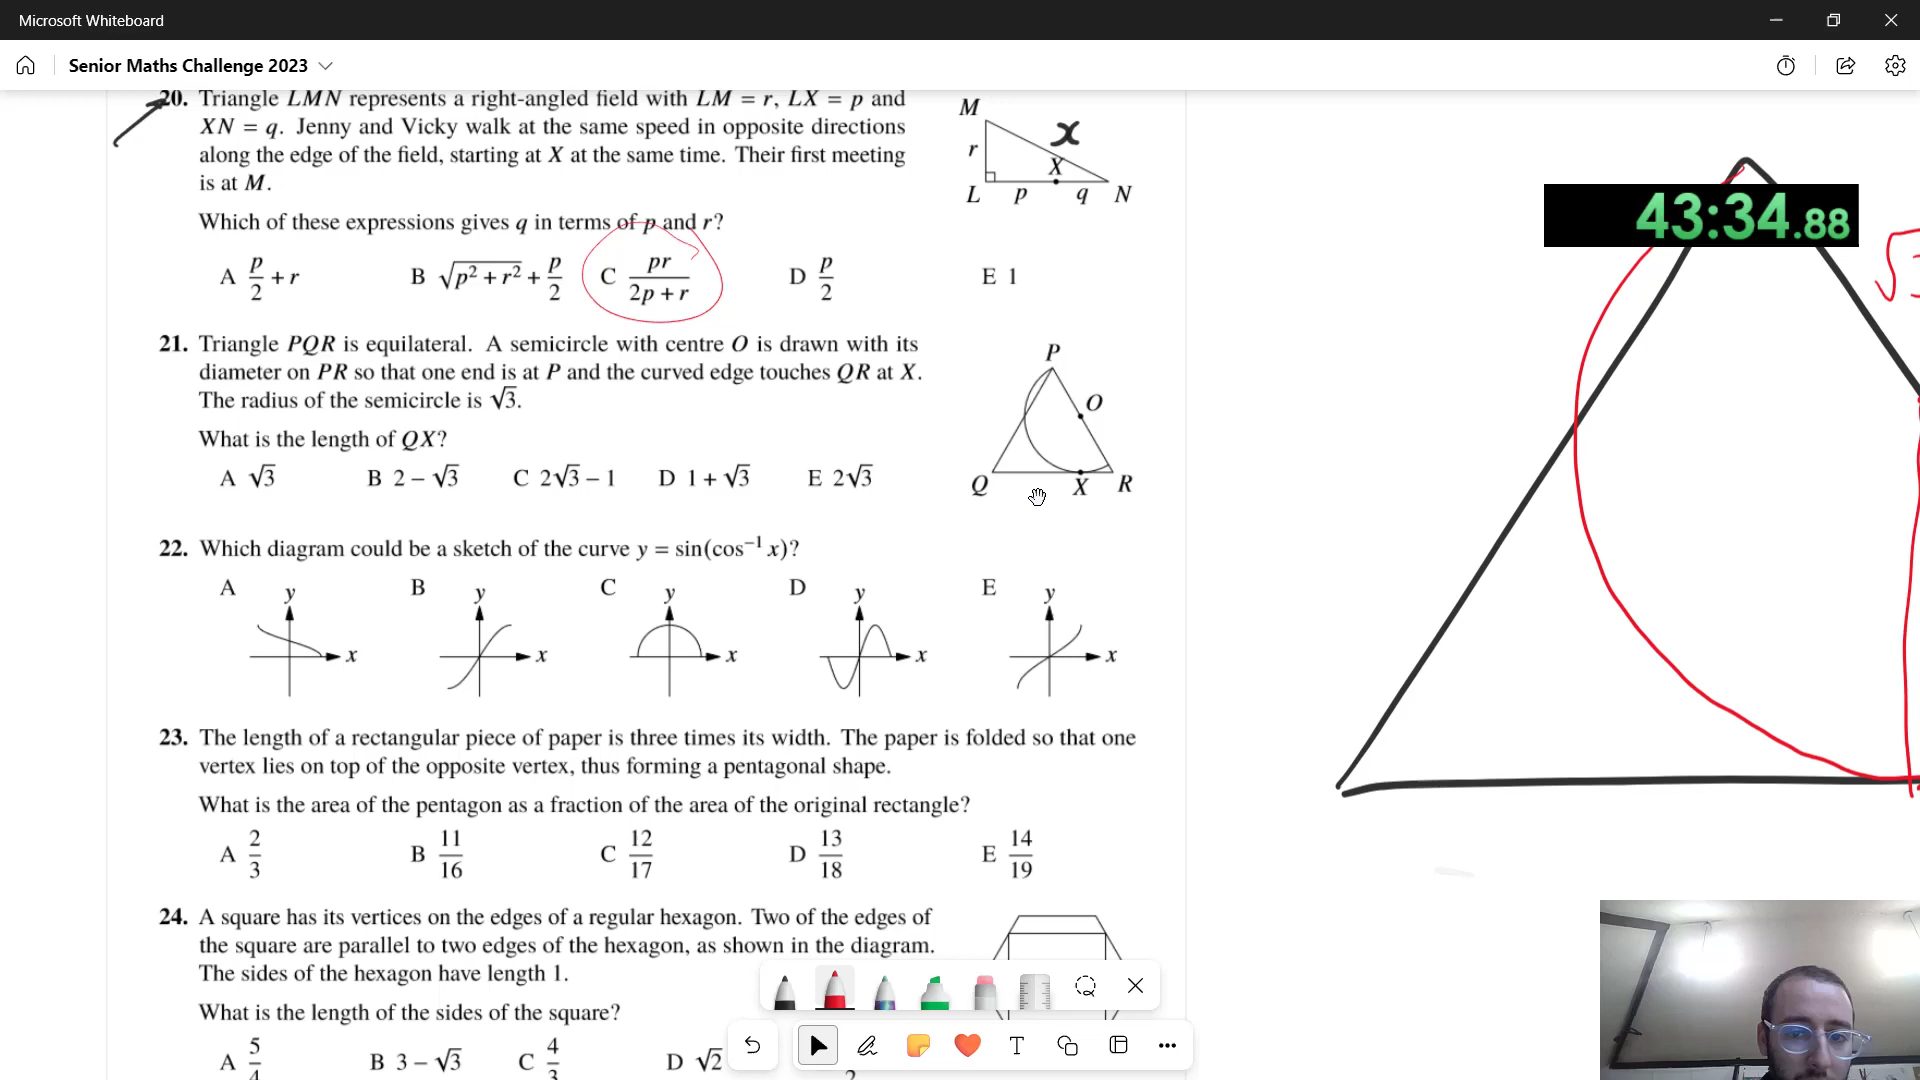 Microsoft Whiteboard
Senior Maths Challenge 2023
20. Triangle LMN represents a right-angled field with LM = r, LX = p and
XN = q. Jenny and Vicky walk at the same speed in opposite directions
along the edge of the field, starting at X at the same time. Their first meeting
is at M.
M
x
r
X
L p q N
Which of these expressions gives q in terms of p and r?
A p/2 + r B √(p² + r²) + p/2 C pr/(2p + r) D p/2 E 1
43:34.88
√3
21. Triangle PQR is equilateral. A semicircle with centre O is drawn with its
diameter on PR so that one end is at P and the curved edge touches QR at X.
The radius of the semicircle is √3.
What is the length of QX?
A √3 B 2 − √3 C 2√3 − 1 D 1 + √3 E 2√3
P
O
Q X R
22. Which diagram could be a sketch of the curve y = sin(cos⁻¹ x)?
A B C D E
y y y y y
x x x x x
23. The length of a rectangular piece of paper is three times its width. The paper is folded so that one
vertex lies on top of the opposite vertex, thus forming a pentagonal shape.
What is the area of the pentagon as a fraction of the area of the original rectangle?
A 2/3 B 11/16 C 12/17 D 13/18 E 14/19
24. A square has its vertices on the edges of a regular hexagon. Two of the edges of
the square are parallel to two edges of the hexagon, as shown in the diagram.
The sides of the hexagon have length 1.
What is the length of the sides of the square?
A 5/4 B 3 − √3 C 4/3 D √2